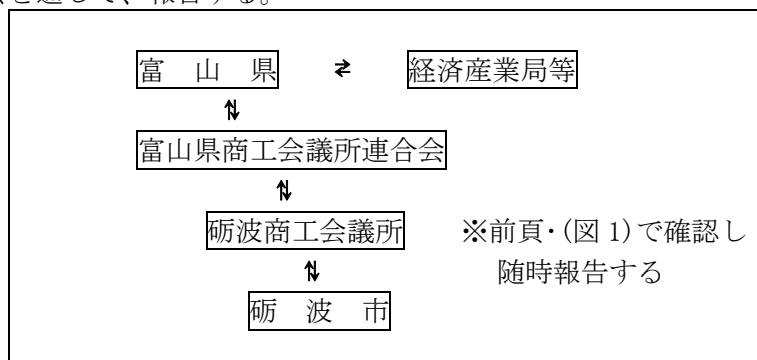 富　山　県　⇄　経済産業局等
⇅
富山県商工会議所連合会
⇅
砺波商工会議所　※前頁・(図 1)で確認し
⇅　随時報告する
砺　波　市